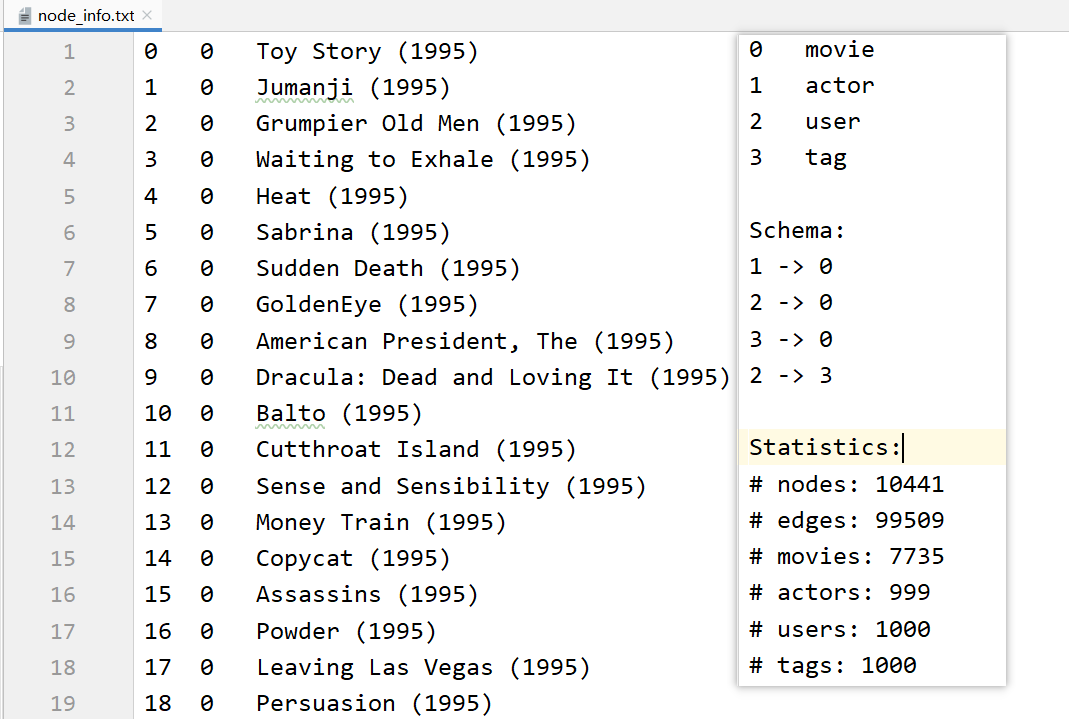 node_info.txt
1 0 0 Toy Story (1995)
2 1 0 Jumanji (1995)
3 2 0 Grumpier Old Men (1995)
4 3 0 Waiting to Exhale (1995)
5 4 0 Heat (1995)
6 5 0 Sabrina (1995)
7 6 0 Sudden Death (1995)
8 7 0 GoldenEye (1995)
9 8 0 American President, The (1995)
10 9 0 Dracula: Dead and Loving It (1995)
11 10 0 Balto (1995)
12 11 0 Cutthroat Island (1995)
13 12 0 Sense and Sensibility (1995)
14 13 0 Money Train (1995)
15 14 0 Copycat (1995)
16 15 0 Assassins (1995)
17 16 0 Powder (1995)
18 17 0 Leaving Las Vegas (1995)
19 18 0 Persuasion (1995)
0 movie
1 actor
2 user
3 tag
Schema:
1 -> 0
2 -> 0
3 -> 0
2 -> 3
Statistics:
# nodes: 10441
# edges: 99509
# movies: 7735
# actors: 999
# users: 1000
# tags: 1000